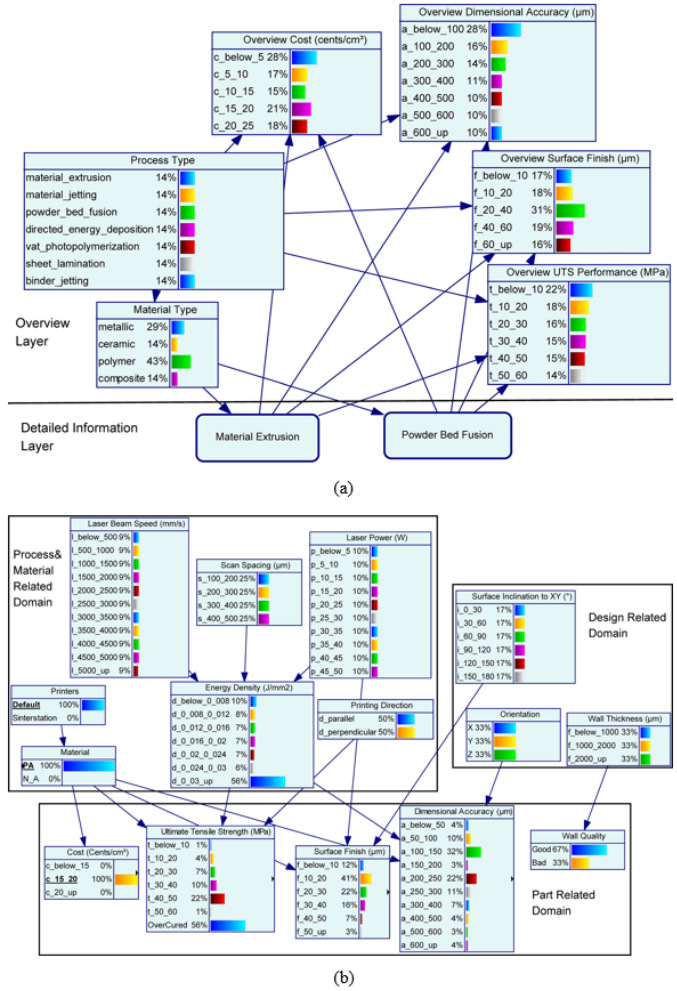 Overview Cost (cents/cm³)
c_below_5 28%
c_5_10 17%
c_10_15 15%
c_15_20 21%
c_20_25 18%
Overview Dimensional Accuracy (µm)
a_below_100 28%
a_100_200 16%
a_200_300 14%
a_300_400 11%
a_400_500 10%
a_500_600 10%
a_600_up 10%
Process Type
material_extrusion 14%
material_jetting 14%
powder_bed_fusion 14%
directed_energy_deposition 14%
vat_photopolymerization 14%
sheet_lamination 14%
binder_jetting 14%
Overview Surface Finish (µm)
f_below_10 17%
f_10_20 18%
f_20_40 31%
f_40_60 19%
f_60_up 16%
Overview UTS Performance (MPa)
t_below_10 22%
t_10_20 18%
t_20_30 16%
t_30_40 15%
t_40_50 15%
t_50_60 14%
Material Type
metallic 29%
ceramic 14%
polymer 43%
composite 14%
Overview
Layer
Detailed Information
Layer
Material Extrusion
Powder Bed Fusion
(a)
Process&
Material
Related
Domain
Laser Beam Speed (mm/s)
l_below_500 9%
l_500_1000 9%
l_1000_1500 9%
l_1500_2000 9%
l_2000_2500 9%
l_2500_3000 9%
l_3000_3500 9%
l_3500_4000 9%
l_4000_4500 9%
l_4500_5000 9%
l_5000_up 9%
Scan Spacing (µm)
s_100_200 25%
s_200_300 25%
s_300_400 25%
s_400_500 25%
Laser Power (W)
p_below_5 10%
p_5_10 10%
p_10_15 10%
p_15_20 10%
p_20_25 10%
p_25_30 10%
p_30_35 10%
p_35_40 10%
p_40_45 10%
p_45_50 10%
Surface Inclination to XY (°)
i_0_30 17%
i_30_60 17%
i_60_90 17%
i_90_120 17%
i_120_150 17%
i_150_180 17%
Design Related
Domain
Printers
Default 100%
Sinterstation 0%
Energy Density (J/mm2)
d_below_0_008 10%
d_0_008_0_012 8%
d_0_012_0_016 7%
d_0_016_0_02 7%
d_0_02_0_024 7%
d_0_024_0_03 6%
d_0_03_up 56%
Printing Direction
d_parallel 50%
d_perpendicular 50%
Orientation
X 33%
Y 33%
Z 33%
Wall Thickness (µm)
f_below_1000 33%
f_1000_2000 33%
f_2000_up 33%
Material
PA 100%
N_A 0%
Cost (Cents/cm³)
c_below_15 0%
c_15_20 100%
c_20_up 0%
Ultimate Tensile Strength (MPa)
t_below_10 1%
t_10_20 4%
t_20_30 7%
t_30_40 10%
t_40_50 22%
t_50_60 1%
OverCured 56%
Surface Finish (µm)
f_below_10 12%
f_10_20 41%
f_20_30 22%
f_30_40 16%
f_40_50 7%
f_50_up 3%
Dimensional Accuracy (µm)
a_below_50 4%
a_50_100 10%
a_100_150 32%
a_150_200 3%
a_200_250 22%
a_250_300 11%
a_300_400 7%
a_400_500 4%
a_500_600 3%
a_600_up 4%
Wall Quality
Good 67%
Bad 33%
Part Related
Domain
(b)